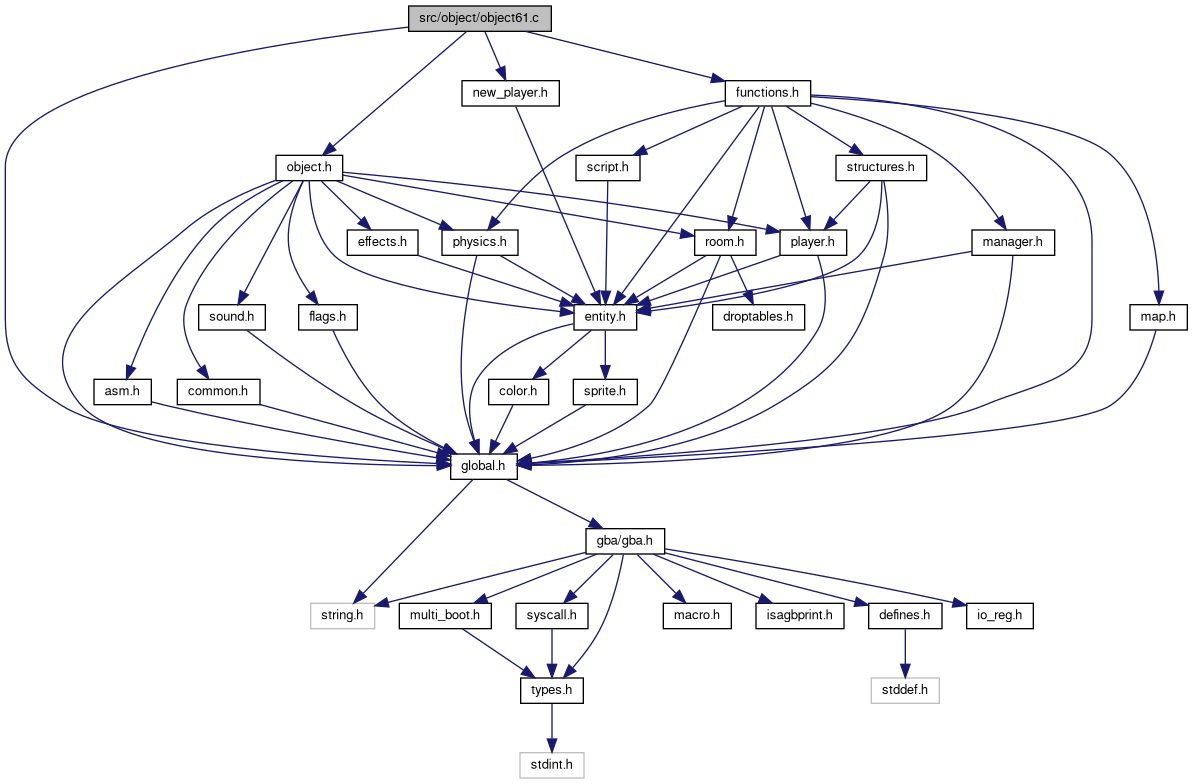 src/object/object61.c
new_player.h
functions.h
object.h
script.h
structures.h
effects.h
physics.h
room.h
player.h
manager.h
sound.h
flags.h
entity.h
droptables.h
map.h
asm.h
common.h
color.h
sprite.h
global.h
gba/gba.h
string.h
multi_boot.h
syscall.h
macro.h
isagbprint.h
defines.h
io_reg.h
types.h
stddef.h
stdint.h